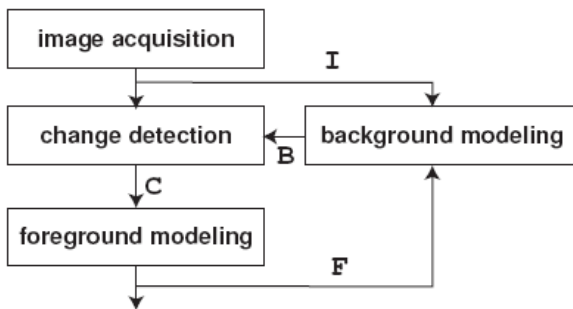 image acquisition
I
change detection
background modeling
B
C
foreground modeling
F